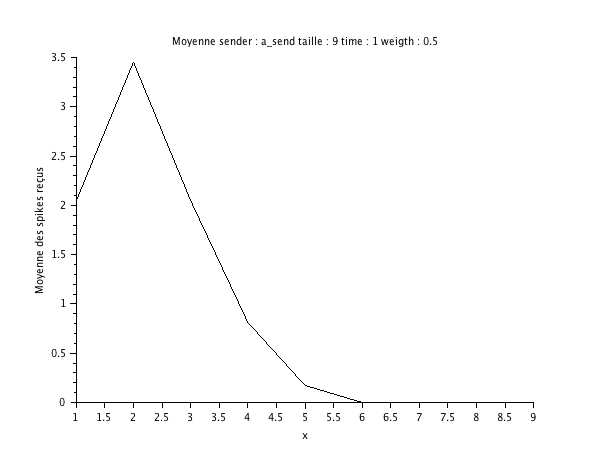 Moyenne sender : a_send taille : 9 time : 1 weigth : 0.5
3.5
3
2.5
2
1.5
1
0.5
0
Moyenne des spikes reçus
1 1.5 2 2.5 3 3.5 4 4.5 5 5.5 6 6.5 7 7.5 8 8.5 9
x